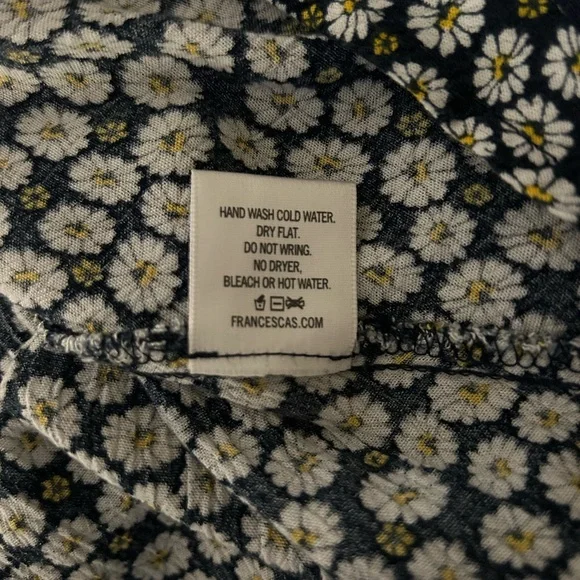 HAND WASH COLD WATER.
DRY FLAT.
DO NOT WRING.
NO DRYER,
BLEACH OR HOT WATER.
FRANCESCAS.COM